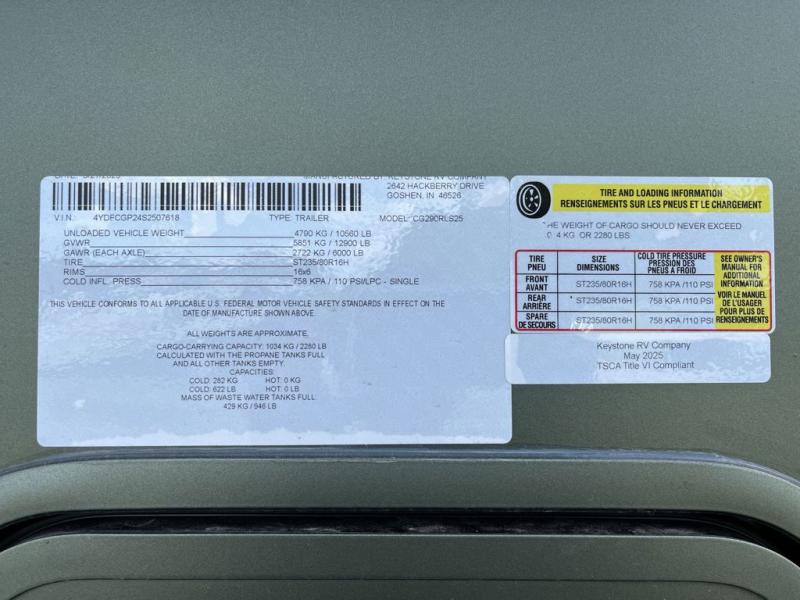 MANUFACTURED BY KEYSTONE RV COMPANY
2642 HACKBERRY DRIVE
GOSHEN, IN 46526
V.I.N. 4YDFCGP24S2507618 TYPE: TRAILER MODEL: CG290RLS25
UNLOADED VEHICLE WEIGHT 4790 KG / 10560 LB
GVWR 5851 KG / 12900 LB
GAWR (EACH AXLE) 2722 KG / 6000 LB
TIRE ST235/80R16H
RIMS 16x6
COLD INFL. PRESS 758 KPA / 110 PSI/LPC - SINGLE
THIS VEHICLE CONFORMS TO ALL APPLICABLE U.S. FEDERAL MOTOR VEHICLE SAFETY STANDARDS IN EFFECT ON THE
DATE OF MANUFACTURE SHOWN ABOVE.
ALL WEIGHTS ARE APPROXIMATE.
CARGO-CARRYING CAPACITY: 1034 KG / 2280 LB
CALCULATED WITH THE PROPANE TANKS FULL
AND ALL OTHER TANKS EMPTY.
CAPACITIES:
COLD: 282 KG HOT: 0 KG
COLD: 622 LB HOT: 0 LB
MASS OF WASTE WATER TANKS FULL:
429 KG / 946 LB
TIRE AND LOADING INFORMATION
RENSEIGNEMENTS SUR LES PNEUS ET LE CHARGEMENT
WEIGHT OF CARGO SHOULD NEVER EXCEED
KG OR 2280 LBS.
TIRE
PNEU
SIZE
DIMENSIONS
COLD TIRE PRESSURE
PRESSION DES
PNEUS A FROID
FRONT
AVANT
ST235/80R16H
758 KPA /110 PSI
REAR
ARRIÈRE
ST235/80R16H
758 KPA /110 PSI
SPARE
DE SECOURS
ST235/80R16H
758 KPA /110 PSI
SEE OWNER'S
MANUAL FOR
ADDITIONAL
INFORMATION
VOIR LE MANUEL
DE L'USAGER
POUR PLUS DE
RENSEIGNEMENTS
Keystone RV Company
May 2025
TSCA Title VI Compliant